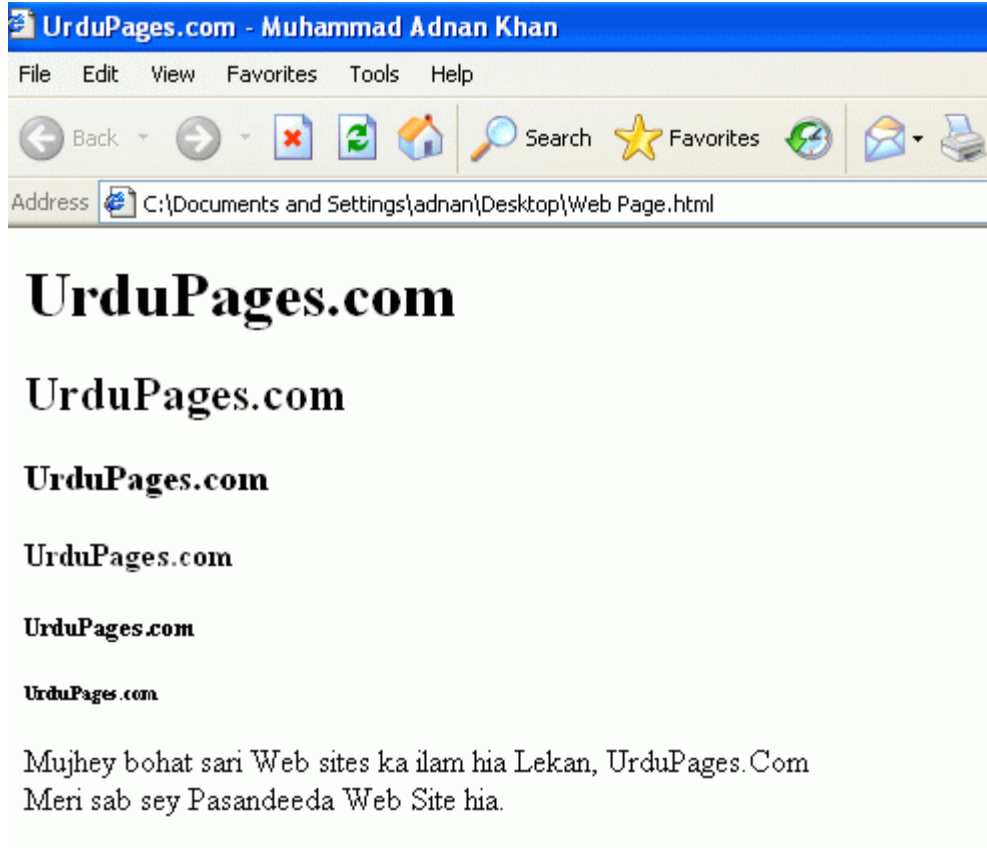 UrduPages.com - Muhammad Adnan Khan
File Edit View Favorites Tools Help
Back Search Favorites
Address C:\Documents and Settings\adnan\Desktop\Web Page.html
UrduPages.com
UrduPages.com
UrduPages.com
UrduPages.com
UrduPages.com
UrduPages.com
Mujhey bohat sari Web sites ka ilam hia Lekan, UrduPages.Com
Meri sab sey Pasandeeda Web Site hia.